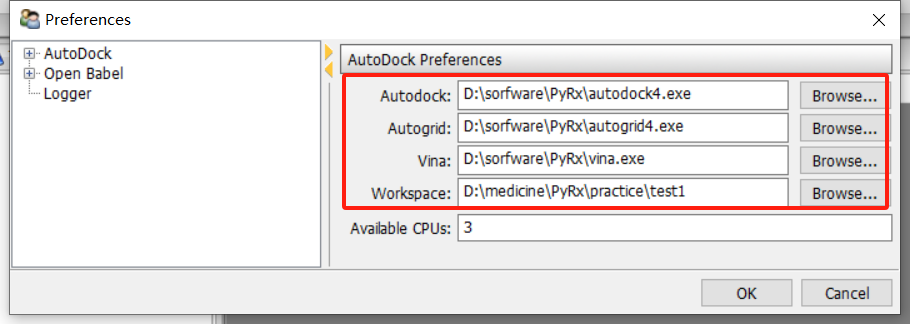 Preferences
AutoDock
Open Babel
Logger
AutoDock Preferences
Autodock: D:\sorfware\PyRx\autodock4.exe Browse...
Autogrid: D:\sorfware\PyRx\autogrid4.exe Browse...
Vina: D:\sorfware\PyRx\vina.exe Browse...
Workspace: D:\medicine\PyRx\practice\test1 Browse...
Available CPUs: 3
OK Cancel